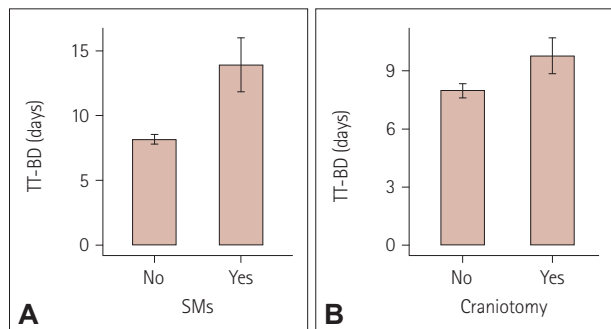 15
10
5
0
TT-BD (days)
No
Yes
SMs
A
9
6
3
0
TT-BD (days)
No
Yes
Craniotomy
B